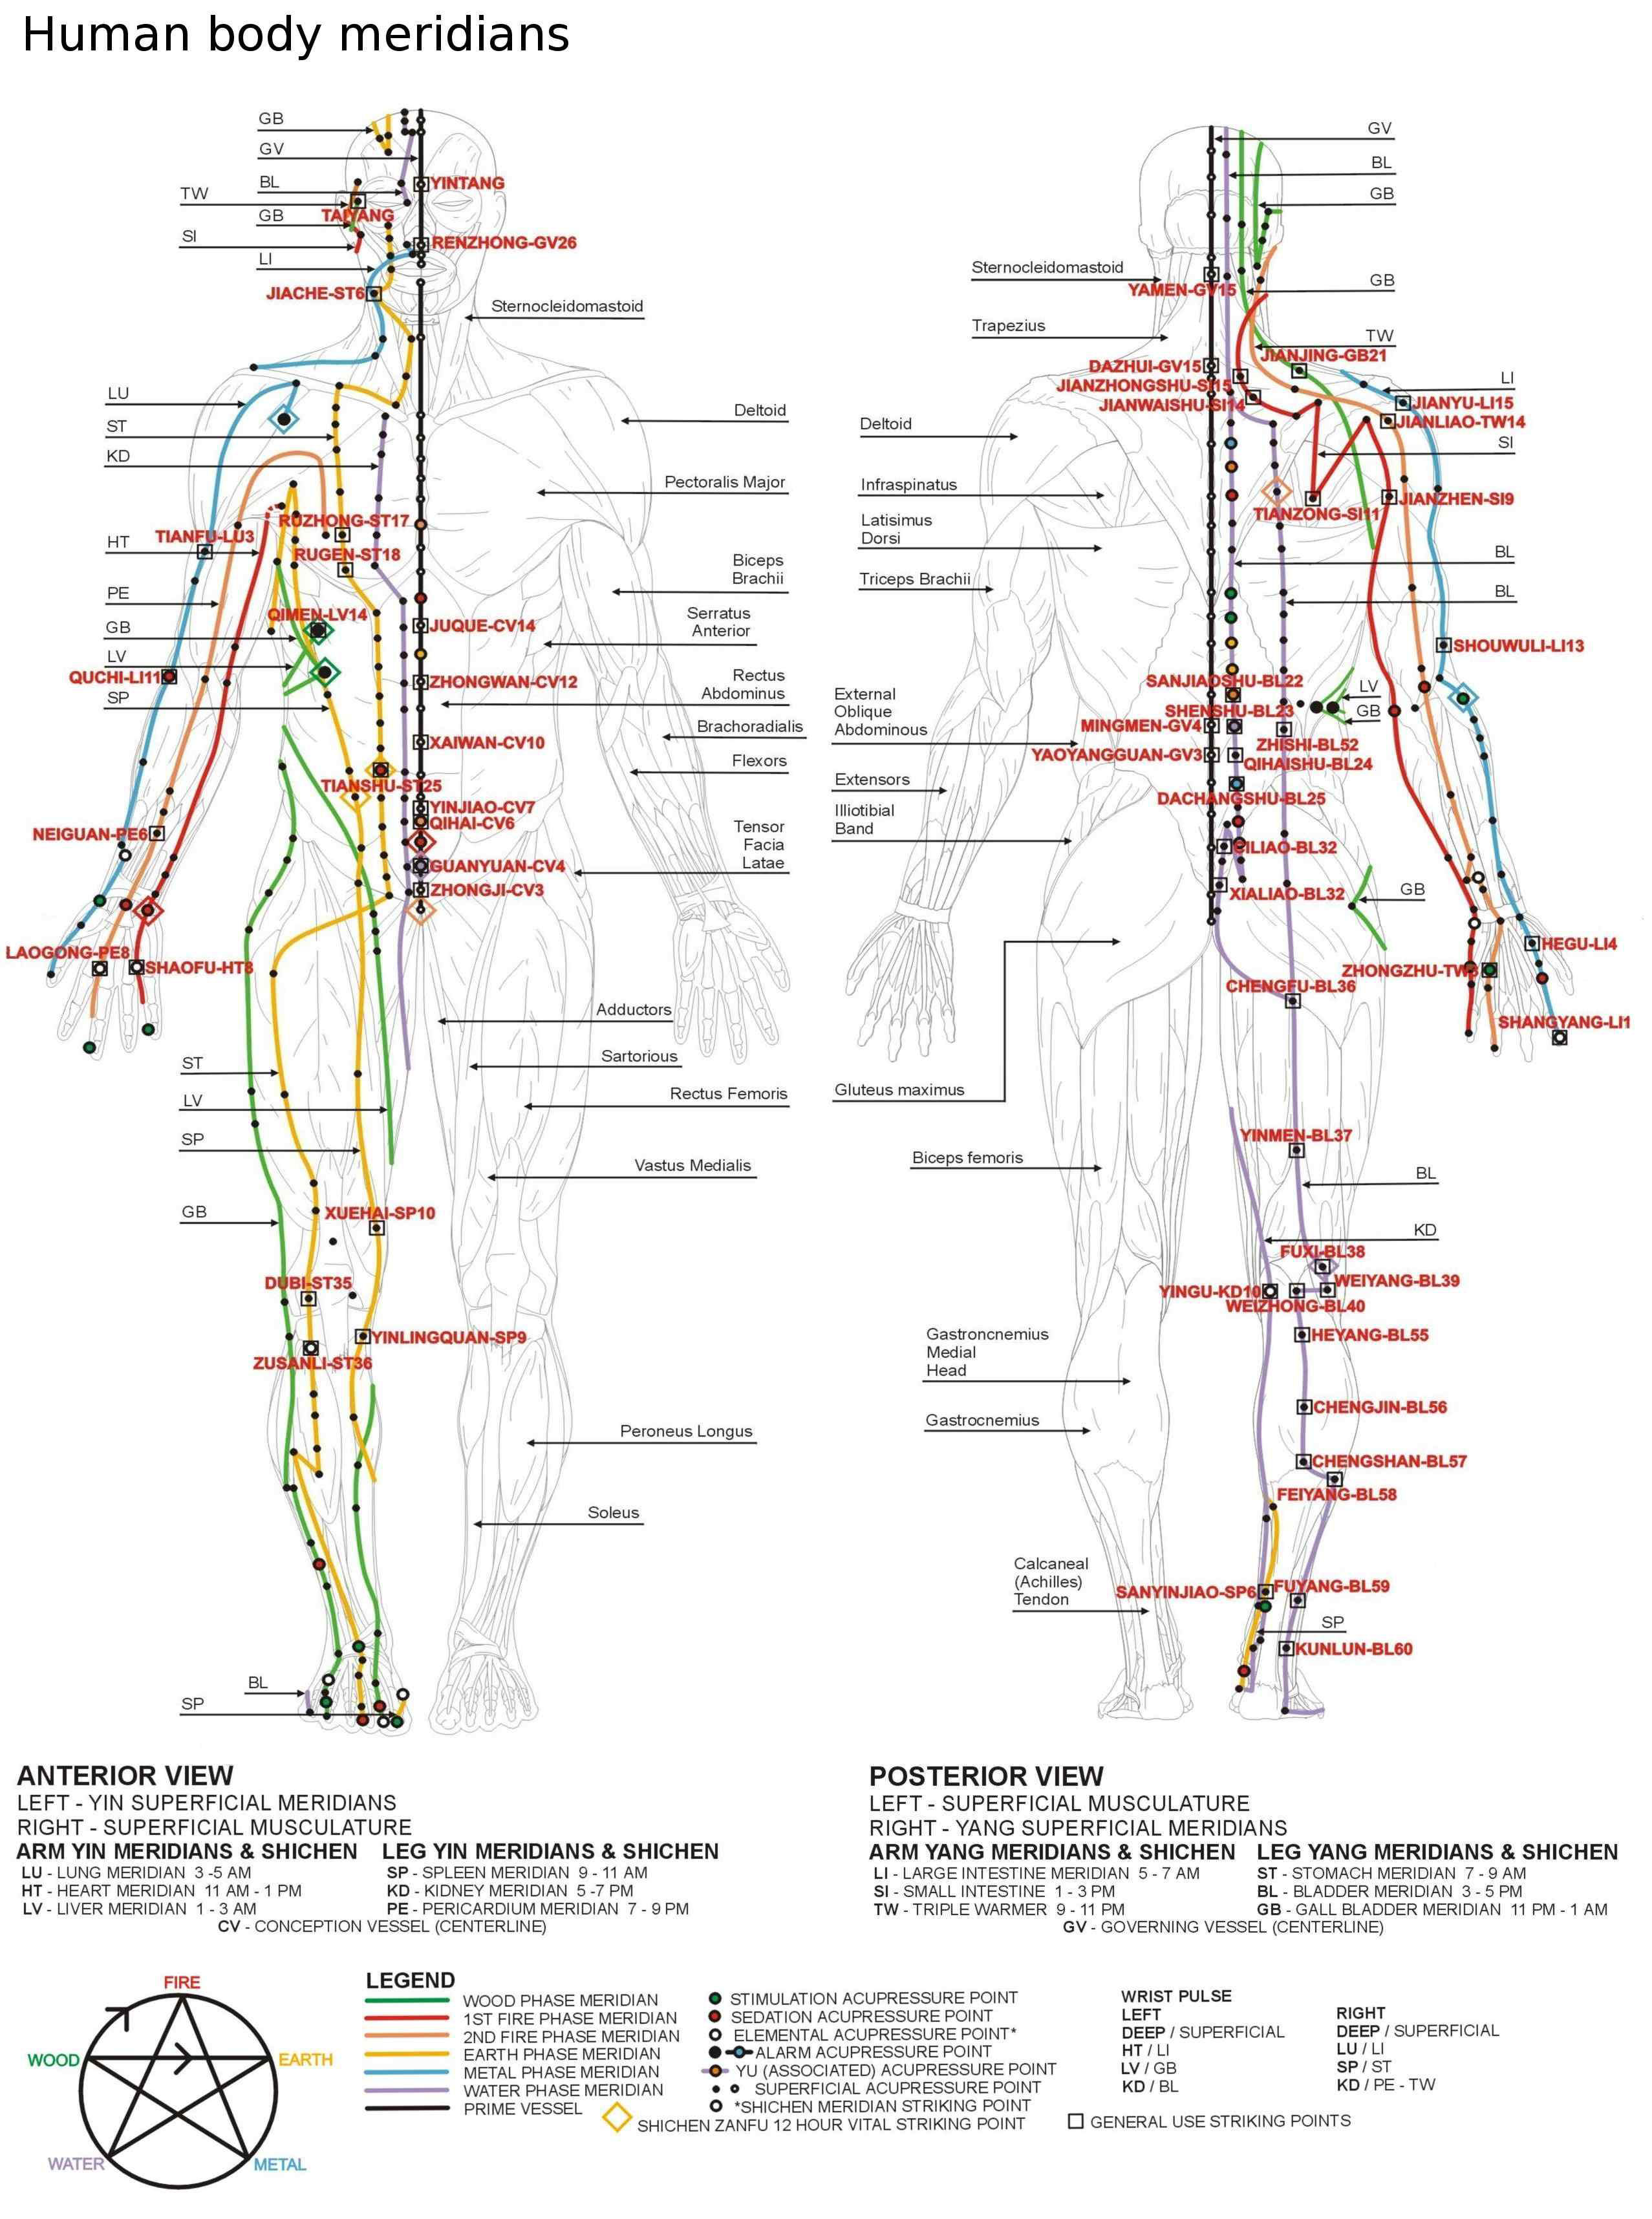 Human body meridians
GB
GV
BL
TW
GB
SI
LI
YINTANG
TAIYANG
RENZHONG-GV26
JIACHE-ST6
Sternocleidomastoid
LU
ST
KD
Deltoid
Pectoralis Major
RUZHONG-ST17
TIANFU-LU3
HT
RUGEN-ST18
Biceps
Brachii
PE
QIMEN-LV14
GB
JUQUE-CV14
Serratus
Anterior
LV
QUCHI-LI11
SP
ZHONGWAN-CV12
Rectus
Abdominus
Brachoradialis
XAIWAN-CV10
Flexors
TIANSHU-ST25
YINJIAO-CV7
QIHAI-CV6
NEIGUAN-PE6
Tensor
Facia
Latae
GUANYUAN-CV4
ZHONGJI-CV3
LAOGONG-PE8
SHAOFU-HT8
Adductors
ST
Sartorious
LV
Rectus Femoris
SP
Vastus Medialis
GB
XUEHAI-SP10
DUBI-ST35
YINLINGQUAN-SP9
ZUSANLI-ST36
Peroneus Longus
Soleus
BL
SP
GV
BL
GB
Sternocleidomastoid
YAMEN-GV15
GB
Trapezius
TW
JIANJING-GB21
DAZHUI-GV15
JIANZHONGSHU-SI15
LI
JIANWAISHU-SI14
JIANYU-LI15
JIANLIAO-TW14
Deltoid
SI
Infraspinatus
JIANZHEN-SI9
TIANZONG-SI11
Latisimus
Dorsi
BL
Triceps Brachii
BL
SHOUWULI-LI13
SANJIAOSHU-BL22
External
Oblique
Abdominous
LV
SHENSHU-BL23
GB
MINGMEN-GV4
ZHISHI-BL52
YAOYANGGUAN-GV3
QIHAISHU-BL24
Extensors
DACHANGSHU-BL25
Illiotibial
Band
CILIAO-BL32
XIALIAO-BL32
GB
HEGU-LI4
ZHONGZHU-TW3
CHENGFU-BL36
SHANGYANG-LI1
Gluteus maximus
YINMEN-BL37
Biceps femoris
BL
KD
FUXI-BL38
WEIYANG-BL39
YINGU-KD10
WEIZHONG-BL40
HEYANG-BL55
Gastroncnemius
Medial
Head
CHENGJIN-BL56
Gastrocnemius
CHENGSHAN-BL57
FEIYANG-BL58
Calcaneal
(Achilles)
Tendon
SANYINJIAO-SP6
FUYANG-BL59
SP
KUNLUN-BL60
ANTERIOR VIEW
LEFT - YIN SUPERFICIAL MERIDIANS
RIGHT - SUPERFICIAL MUSCULATURE
ARM YIN MERIDIANS & SHICHEN
LU - LUNG MERIDIAN 3 -5 AM
HT - HEART MERIDIAN 11 AM - 1 PM
LV - LIVER MERIDIAN 1 - 3 AM
LEG YIN MERIDIANS & SHICHEN
SP - SPLEEN MERIDIAN 9 - 11 AM
KD - KIDNEY MERIDIAN 5 -7 PM
PE - PERICARDIUM MERIDIAN 7 - 9 PM
CV - CONCEPTION VESSEL (CENTERLINE)
POSTERIOR VIEW
LEFT - SUPERFICIAL MUSCULATURE
RIGHT - YANG SUPERFICIAL MERIDIANS
ARM YANG MERIDIANS & SHICHEN
LI - LARGE INTESTINE MERIDIAN 5 - 7 AM
SI - SMALL INTESTINE 1 - 3 PM
TW - TRIPLE WARMER 9 - 11 PM
LEG YANG MERIDIANS & SHICHEN
ST - STOMACH MERIDIAN 7 - 9 AM
BL - BLADDER MERIDIAN 3 - 5 PM
GB - GALL BLADDER MERIDIAN 11 PM - 1 AM
GV - GOVERNING VESSEL (CENTERLINE)
FIRE
WOOD
EARTH
WATER
METAL
LEGEND
WOOD PHASE MERIDIAN
1ST FIRE PHASE MERIDIAN
2ND FIRE PHASE MERIDIAN
EARTH PHASE MERIDIAN
METAL PHASE MERIDIAN
WATER PHASE MERIDIAN
PRIME VESSEL
STIMULATION ACUPRESSURE POINT
SEDATION ACUPRESSURE POINT
ELEMENTAL ACUPRESSURE POINT*
ALARM ACUPRESSURE POINT
YU (ASSOCIATED) ACUPRESSURE POINT
SUPERFICIAL ACUPRESSURE POINT
*SHICHEN MERIDIAN STRIKING POINT
SHICHEN ZANFU 12 HOUR VITAL STRIKING POINT
GENERAL USE STRIKING POINTS
WRIST PULSE
LEFT
DEEP / SUPERFICIAL
HT / LI
LV / GB
KD / BL
RIGHT
DEEP / SUPERFICIAL
LU / LI
SP / ST
KD / PE - TW